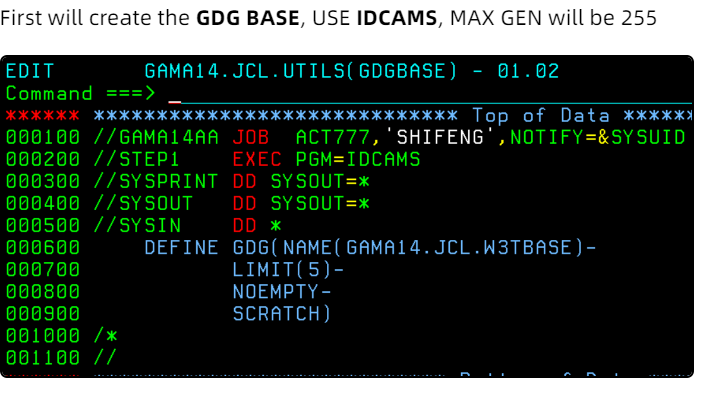 First will create the GDG BASE, USE IDCAMS, MAX GEN will be 255
EDIT GAMA14.JCL.UTILS(GDGBASE) - 01.02
Command ===> _
****** ***************************** Top of Data ******
000100 //GAMA14AA JOB ACT777,'SHIFENG',NOTIFY=&SYSUID
000200 //STEP1 EXEC PGM=IDCAMS
000300 //SYSPRINT DD SYSOUT=*
000400 //SYSOUT DD SYSOUT=*
000500 //SYSIN DD *
000600 DEFINE GDG(NAME(GAMA14.JCL.W3TBASE)-
000700 LIMIT(5)-
000800 NOEMPTY-
000900 SCRATCH)
001000 /*
001100 //